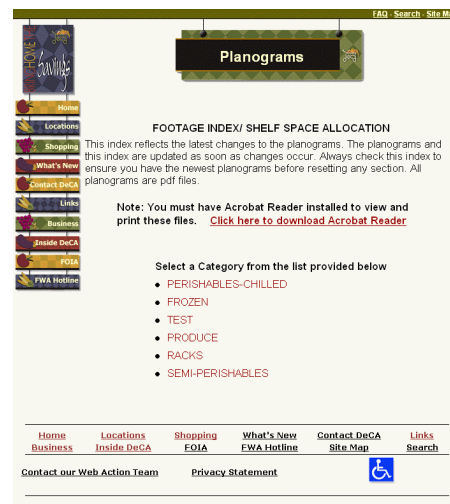 FAQ - Search - Site M
HOME
Savings
Planograms
Home
Locations
Shopping
What's New
Contact DeCA
Links
Business
Inside DeCA
FOIA
FWA Hotline
FOOTAGE INDEX/ SHELF SPACE ALLOCATION
This index reflects the latest changes to the planograms. The planograms and
this index are updated as soon as changes occur. Always check this index to
ensure you have the newest planograms before resetting any section. All
planograms are pdf files.
Note: You must have Acrobat Reader installed to view and
print these files. Click here to download Acrobat Reader
Select a Category from the list provided below
• PERISHABLES-CHILLED
• FROZEN
• TEST
• PRODUCE
• RACKS
• SEMI-PERISHABLES
Home Locations Shopping What's New Contact DeCA Links
Business Inside DeCA FOIA FWA Hotline Site Map Search
Contact our Web Action Team Privacy Statement